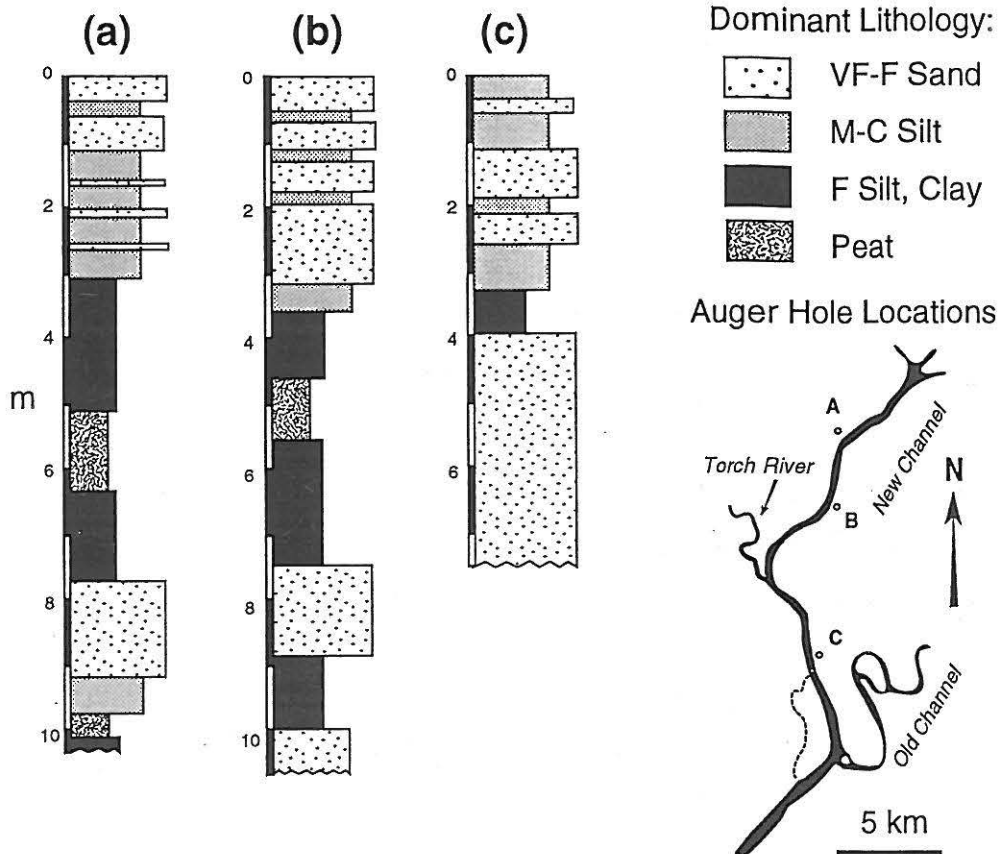 (a)
(b)
(c)
0
2
4
6
8
10
m
0
2
4
6
8
10
0
2
4
6
Dominant Lithology:
VF-F Sand
M-C Silt
F Silt, Clay
Peat
Auger Hole Locations
A
B
C
Torch River
New Channel
N
Old Channel
5 km